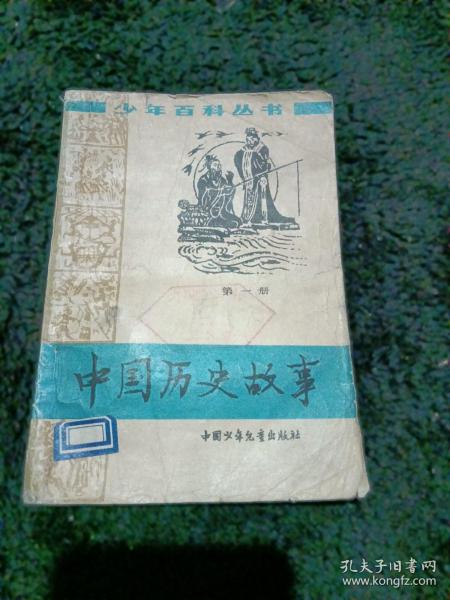 少年百科丛书
第一册
中国历史故事
中国少年儿童出版社
孔夫子旧书网
www.kongfz.com